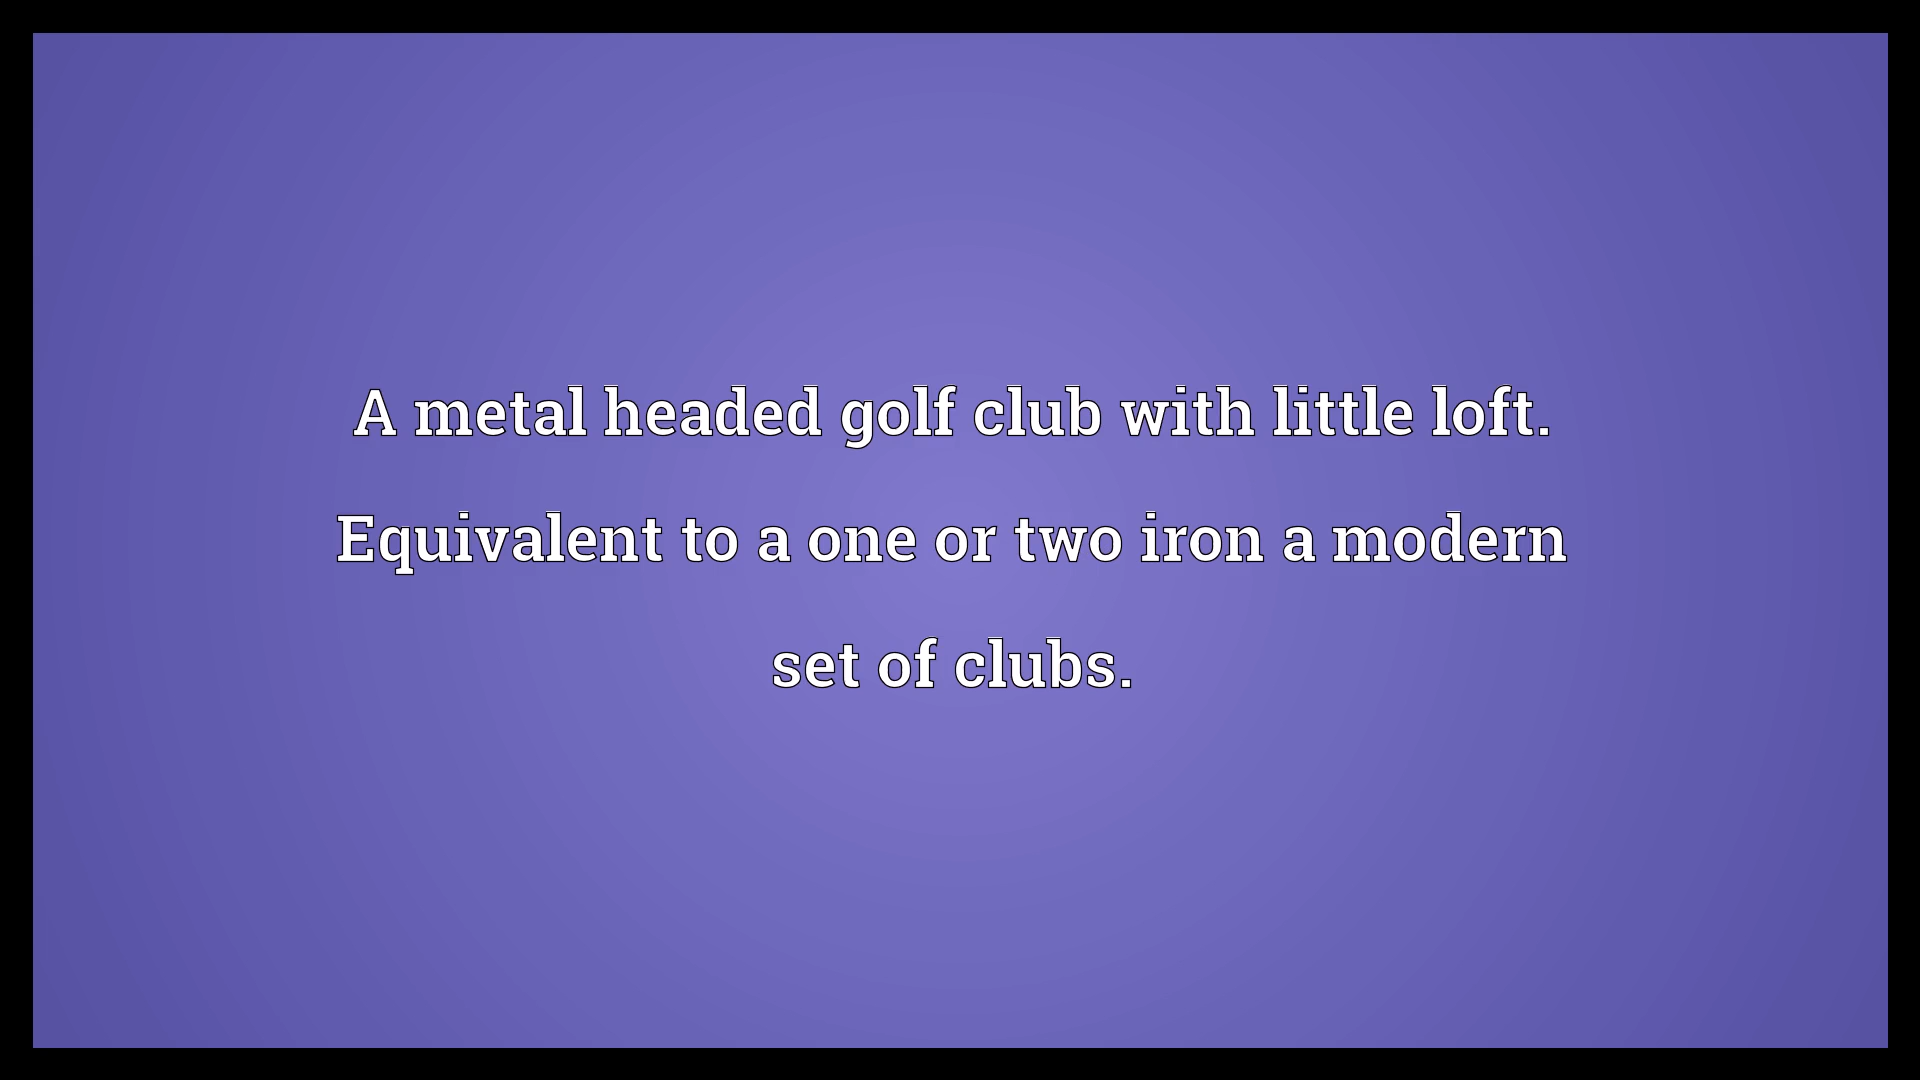 A metal headed golf club with little loft.
Equivalent to a one or two iron a modern
set of clubs.